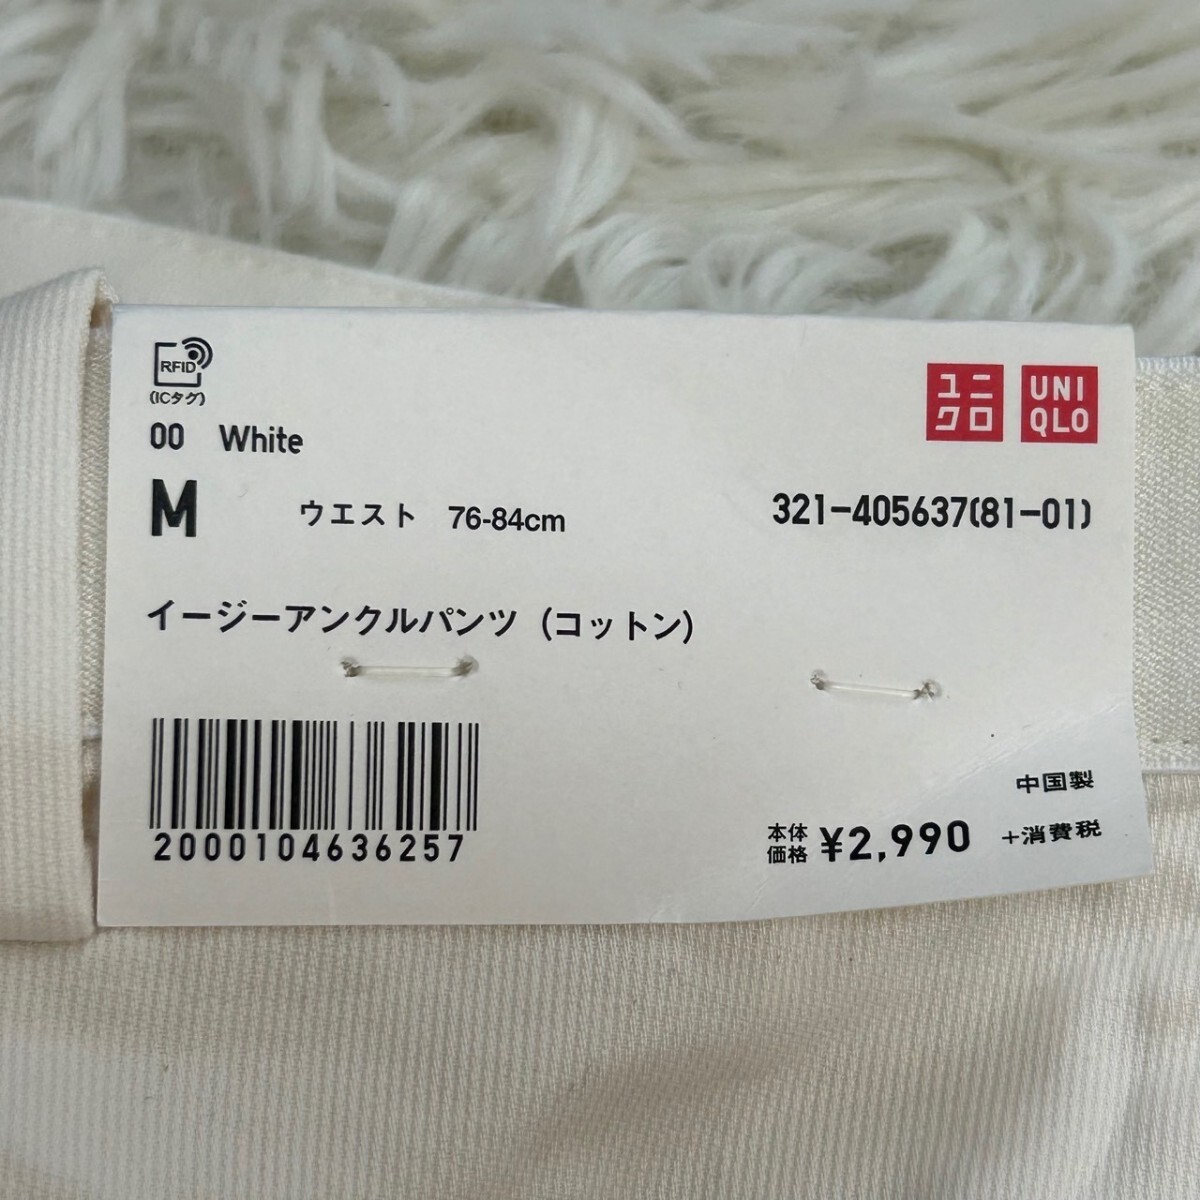 RFID
(ICタグ)
ユニ
クロ
UNI
QLO
00 White
M ウエスト 76-84cm 321-405637(81-01)
イージーアンクルパンツ (コットン)
中国製
本体
価格 ¥2,990 +消費税
2000104636257